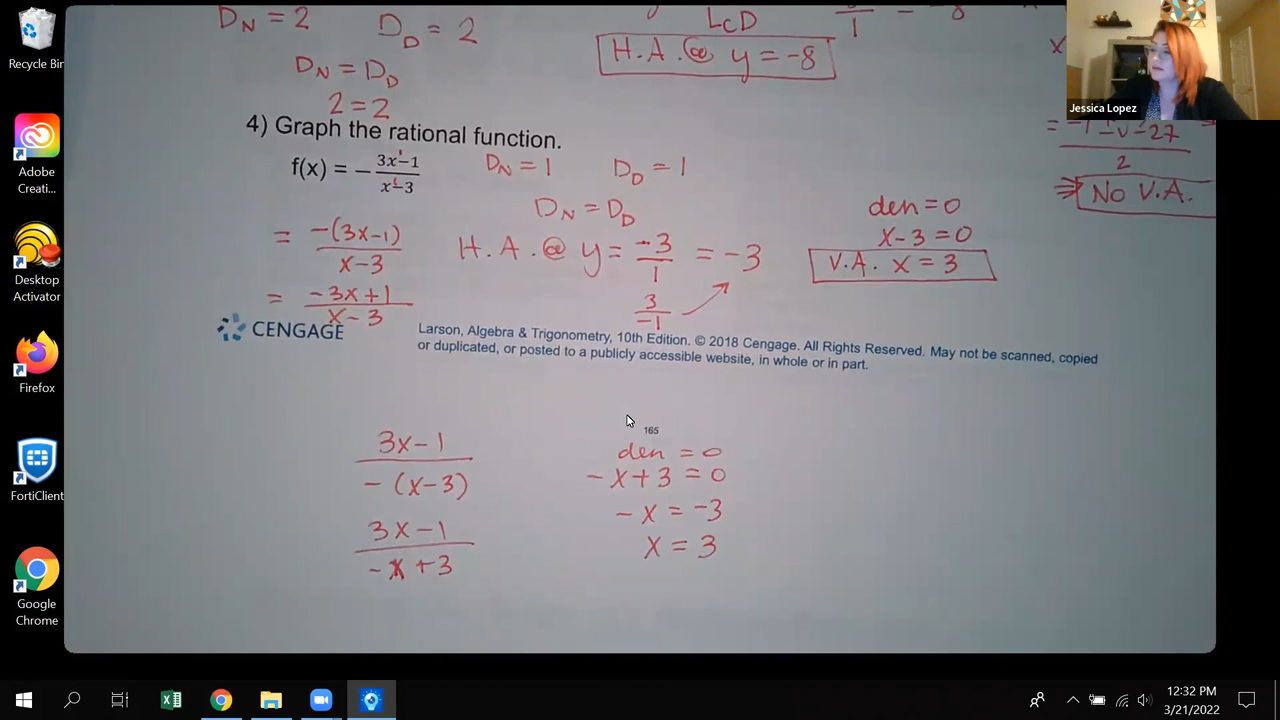 Recycle Bin
Adobe
Creati...
Desktop
Activator
Firefox
FortiClient
Google
Chrome
D_N = 2
D_D = 2
D_N = D_D
2 = 2
LCD
H.A.@ y = -8
Jessica Lopez
2
⇒ No V.A.
4) Graph the rational function.
f(x) = - 3x¹-1 / x¹-3
D_N = 1
D_D = 1
D_N = D_D
= -(3x-1) / x-3
= -3x+1 / x-3
H.A.@ y = -3/1 = -3
3/-1
den = 0
x-3 = 0
V.A. x = 3
CENGAGE
Larson, Algebra & Trigonometry, 10th Edition. © 2018 Cengage. All Rights Reserved. May not be scanned, copied
or duplicated, or posted to a publicly accessible website, in whole or in part.
165
3x-1 / -(x-3)
3x-1 / -x+3
den = 0
-x+3 = 0
-x = -3
x = 3
12:32 PM
3/21/2022